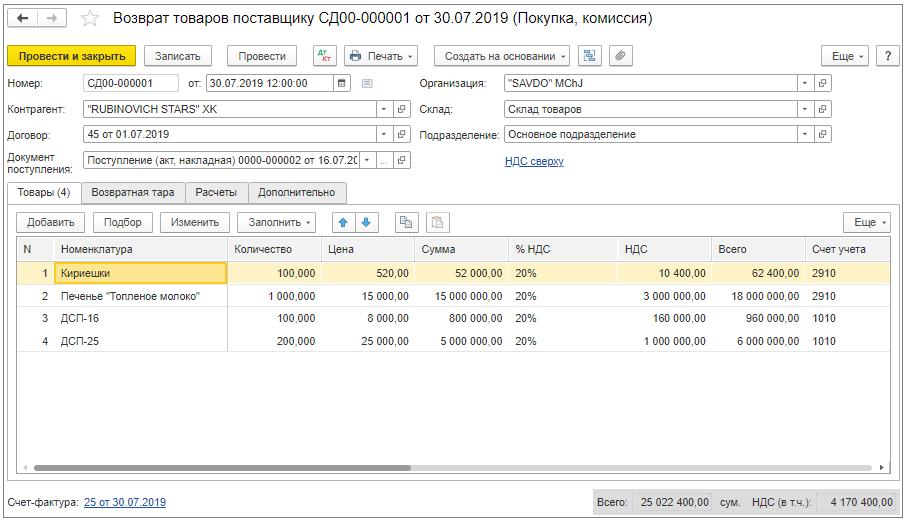 Возврат товаров поставщику СД00-000001 от 30.07.2019 (Покупка, комиссия)
Провести и закрыть Записать Провести Дт Кт Печать Создать на основании Еще ?
Номер: СД00-000001 от: 30.07.2019 12:00:00 Организация: "SAVDO" MChJ
Контрагент: "RUBINOVICH STARS" XK Склад: Склад товаров
Договор: 45 от 01.07.2019 Подразделение: Основное подразделение
Документ поступления: Поступление (акт, накладная) 0000-000002 от 16.07.20 ... НДС сверху
Товары (4) Возвратная тара Расчеты Дополнительно
Добавить Подбор Изменить Заполнить Еще
N Номенклатура Количество Цена Сумма % НДС НДС Всего Счет учета
1 Кириешки 100,000 520,00 52 000,00 20% 10 400,00 62 400,00 2910
2 Печенье "Топленое молоко" 1 000,000 15 000,00 15 000 000,00 20% 3 000 000,00 18 000 000,00 2910
3 ДСП-16 100,000 8 000,00 800 000,00 20% 160 000,00 960 000,00 1010
4 ДСП-25 200,000 25 000,00 5 000 000,00 20% 1 000 000,00 6 000 000,00 1010
Счет-фактура: 25 от 30.07.2019 Всего: 25 022 400,00 сум. НДС (в т.ч.): 4 170 400,00